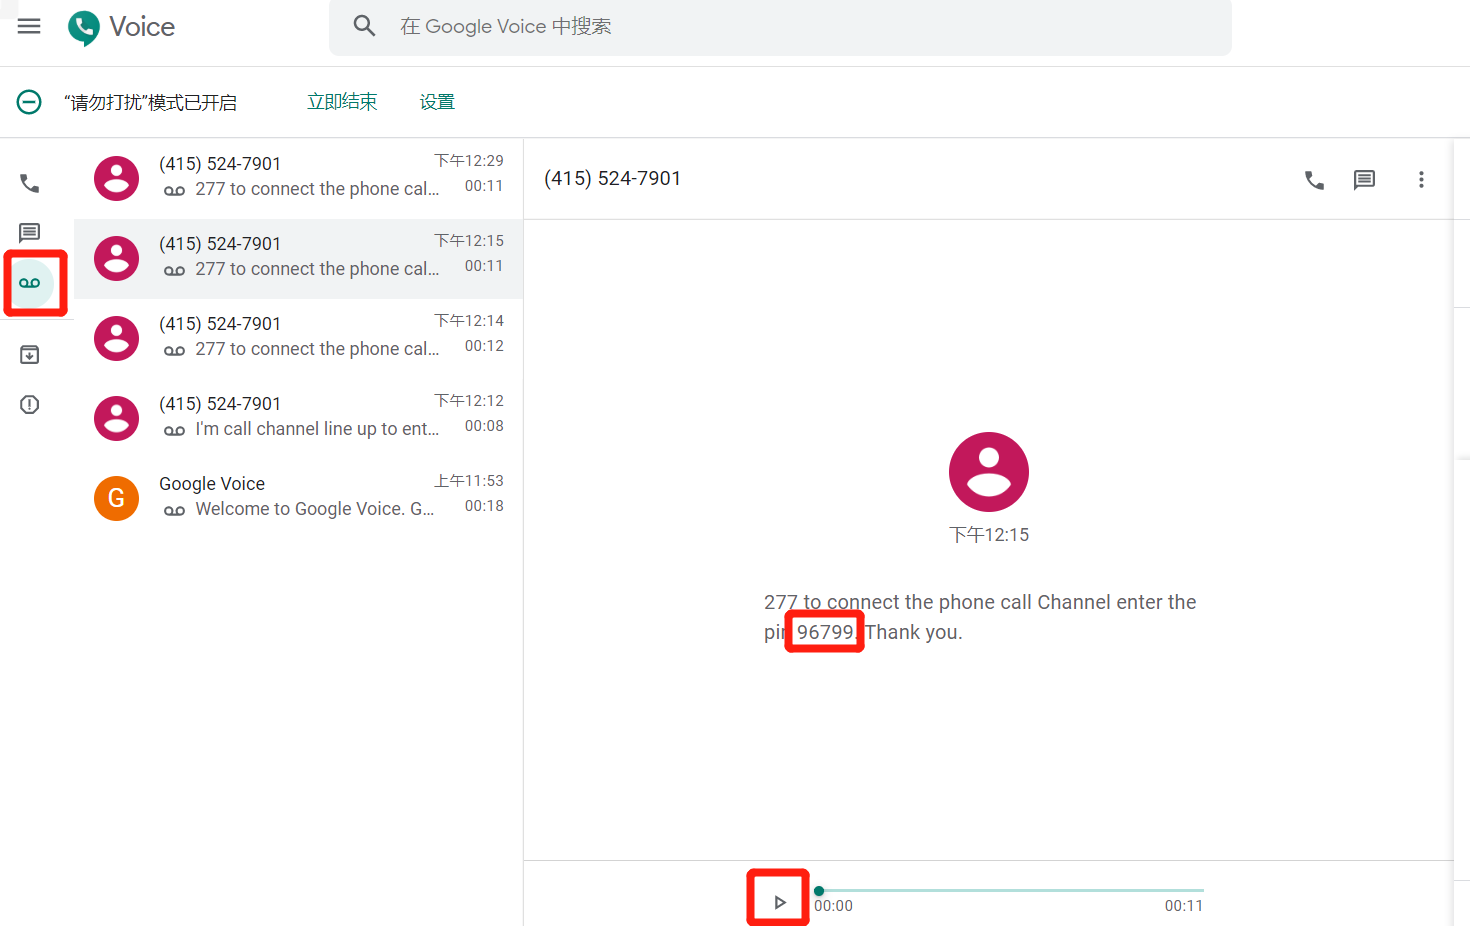 Voice
在 Google Voice 中搜索
“请勿打扰”模式已开启 立即结束 设置
(415) 524-7901 下午12:29
277 to connect the phone cal... 00:11
(415) 524-7901 下午12:15
277 to connect the phone cal... 00:11
(415) 524-7901 下午12:14
277 to connect the phone cal... 00:12
(415) 524-7901 下午12:12
I'm call channel line up to ent... 00:08
G
Google Voice 上午11:53
Welcome to Google Voice. G... 00:18
(415) 524-7901
下午12:15
277 to connect the phone call Channel enter the
pin 96799. Thank you.
00:00 00:11